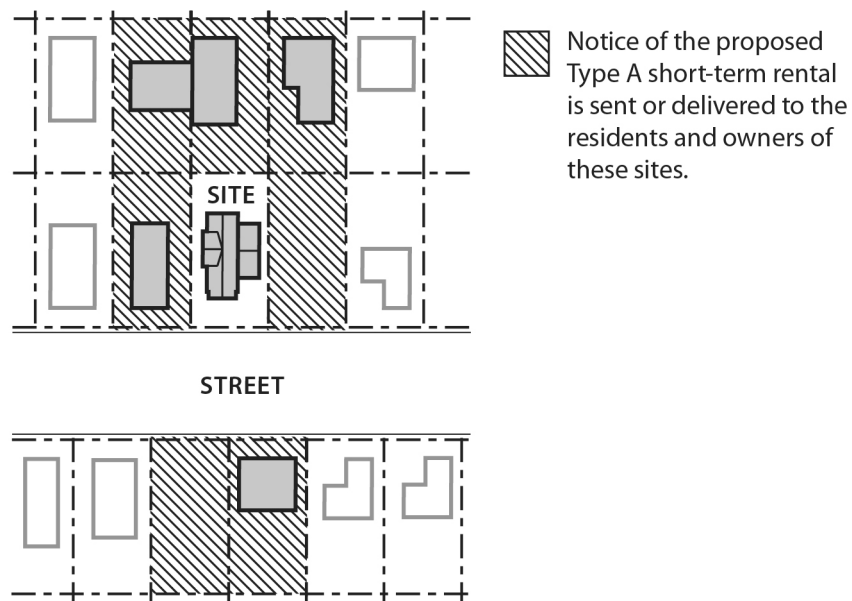 Notice of the proposed
Type A short-term rental
is sent or delivered to the
residents and owners of
these sites.
SITE
STREET